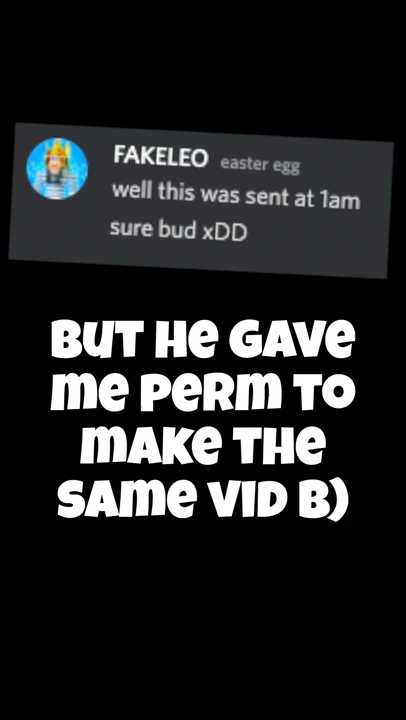 FAKELEO easter egg
well this was sent at 1am
sure bud xDD
BUT HE GAVE
ME PERM TO
MAKE THE
SAME VID B)